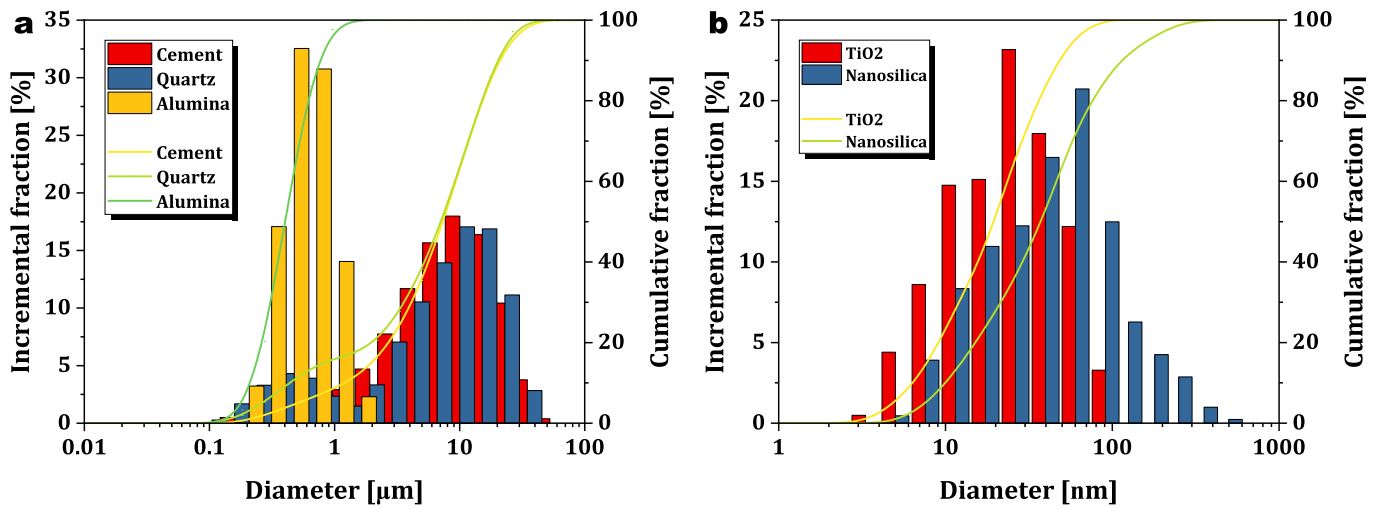 a
Incremental fraction [%]
35
30
25
20
15
10
5
0
Cement
Quartz
Alumina
Cement
Quartz
Alumina
100
80
60
40
20
0
Cumulative fraction [%]
0.01
0.1
1
10
100
Diameter [μm]
b
Incremental fraction [%]
25
20
15
10
5
0
TiO2
Nanosilica
TiO2
Nanosilica
100
80
60
40
20
0
Cumulative fraction [%]
1
10
100
1000
Diameter [nm]